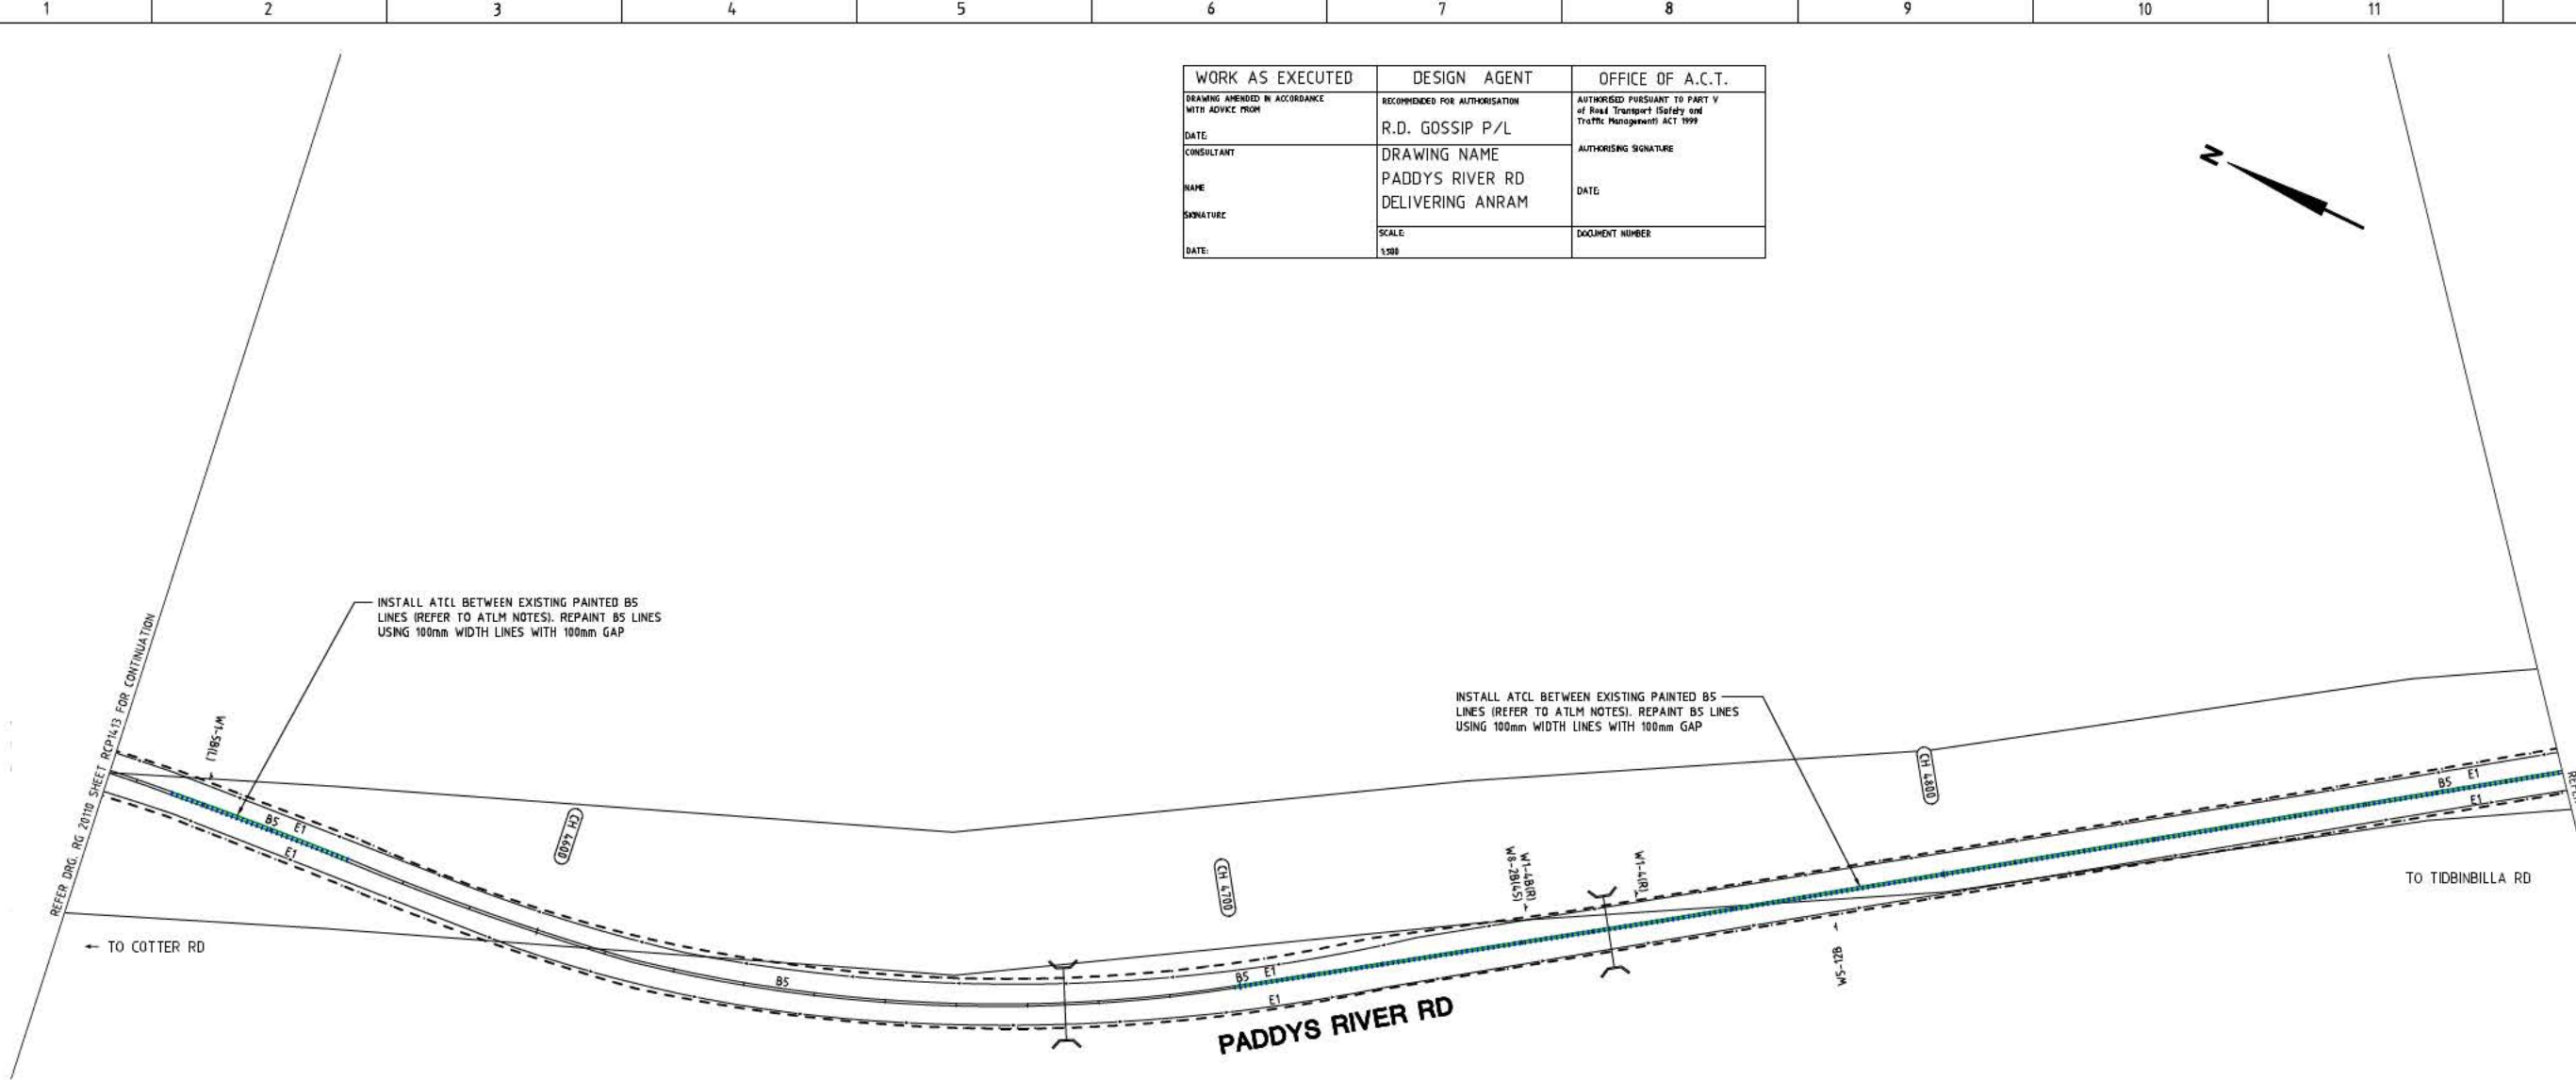 1 2 3 4 5 6 7 8 9 10 11
WORK AS EXECUTED
DRAWING AMENDED IN ACCORDANCE
WITH ADVICE FROM
DATE:
CONSULTANT
NAME
SIGNATURE
DATE:
DESIGN AGENT
RECOMMENDED FOR AUTHORISATION
R.D. GOSSIP P/L
DRAWING NAME
PADDYS RIVER RD
DELIVERING ANRAM
SCALE:
1:500
OFFICE OF A.C.T.
AUTHORISED PURSUANT TO PART V
of Road Transport (Safety and
Traffic Management) ACT 1999
AUTHORISING SIGNATURE
DATE:
DOCUMENT NUMBER
N
INSTALL ATCL BETWEEN EXISTING PAINTED B5
LINES (REFER TO ATLM NOTES). REPAINT B5 LINES
USING 100mm WIDTH LINES WITH 100mm GAP
INSTALL ATCL BETWEEN EXISTING PAINTED B5
LINES (REFER TO ATLM NOTES). REPAINT B5 LINES
USING 100mm WIDTH LINES WITH 100mm GAP
REFER DRG. RG 20110 SHEET RCP1413 FOR CONTINUATION
W1-5B(L)
B5 E1
E1
CH 4600
B5
CH 4700
B5 E1
E1
W1-4B(R)
W8-2B(45)
W1-4(R)
W5-12B
CH 4800
B5 E1
E1
← TO COTTER RD
TO TIDBINBILLA RD
PADDYS RIVER RD